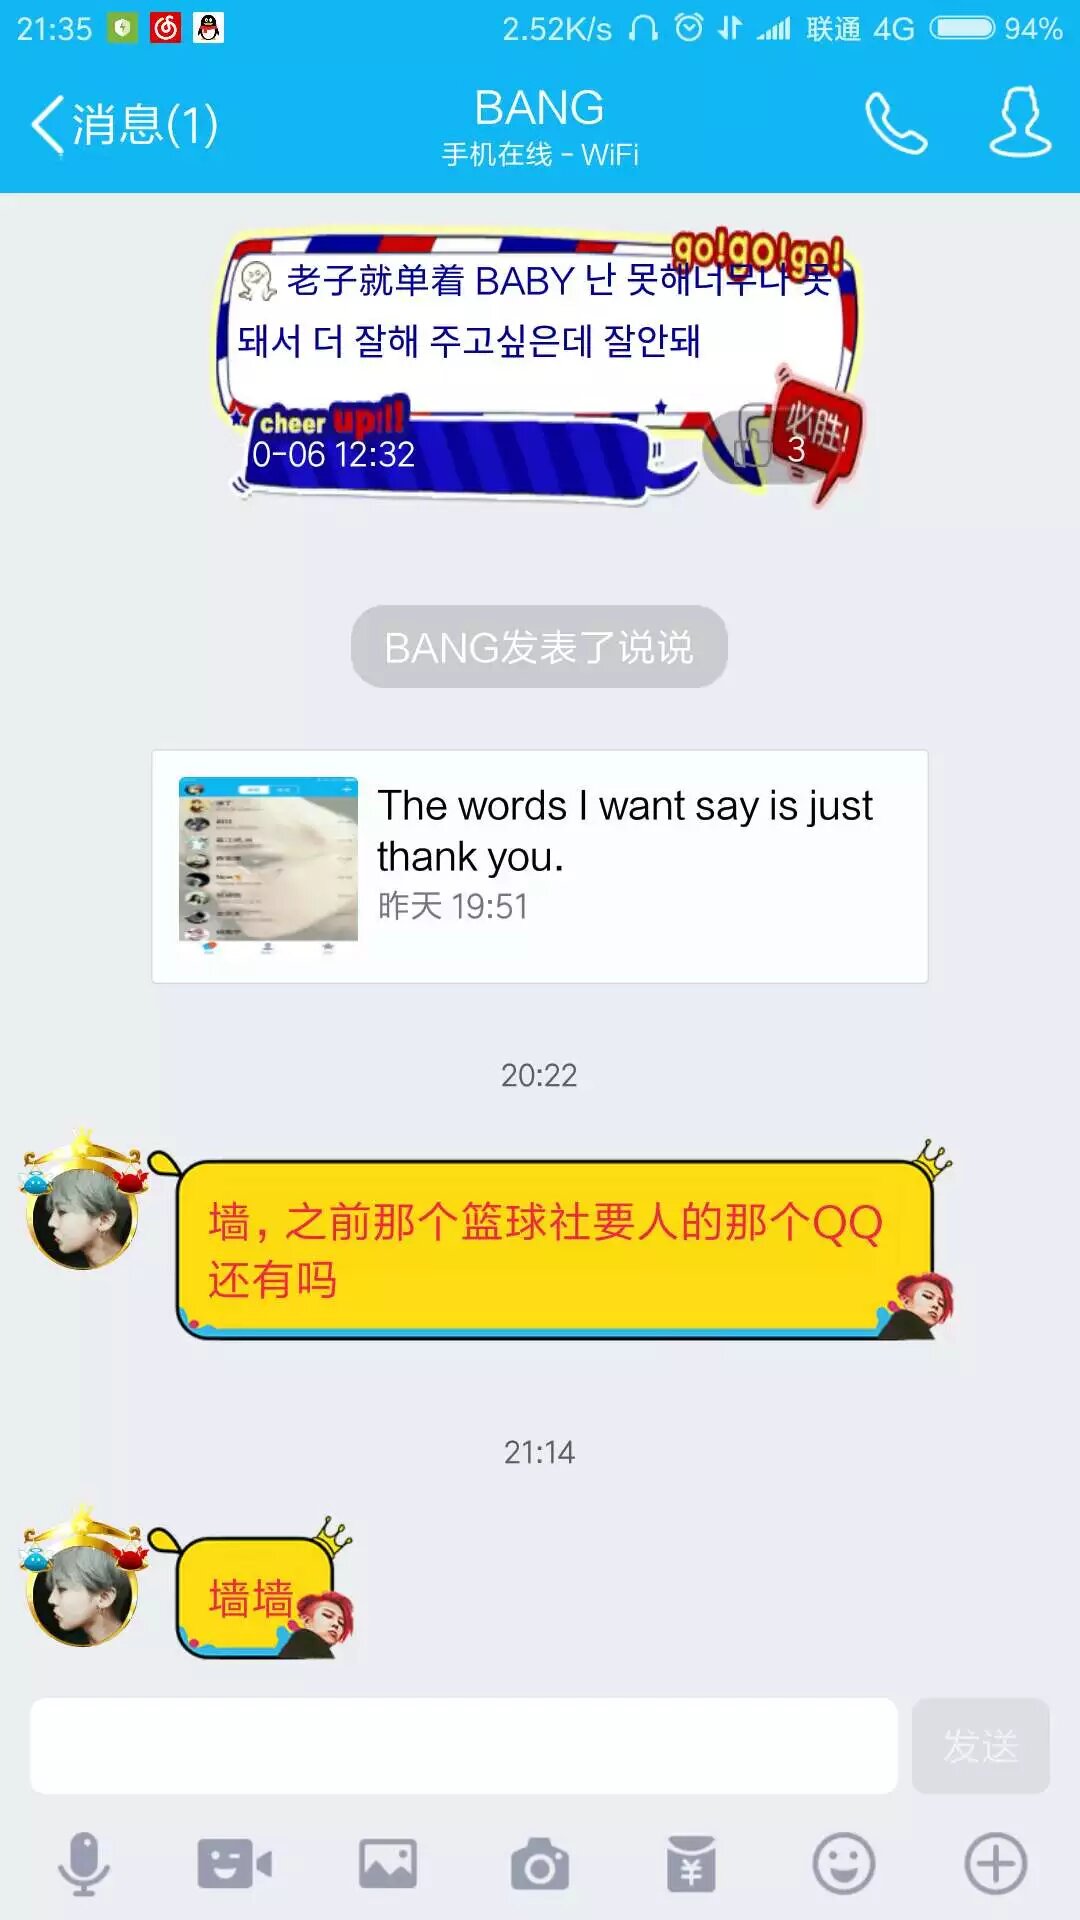 21:35
2.52K/s 联通 4G 94%
消息(1)
BANG
手机在线 - WiFi
go!go!go!
老子就单着 BABY 난 못해너무나 못
돼서 더 잘해 주고싶은데 잘안돼
cheer up!!!
必胜!
0-06 12:32
3
BANG发表了说说
The words I want say is just
thank you.
昨天 19:51
20:22
墙，之前那个篮球社要人的那个QQ
还有吗
21:14
墙墙
发送